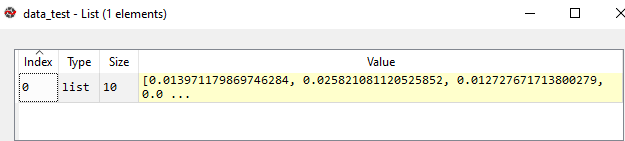 data_test - List (1 elements)
Index Type Size Value
0 list 10 [0.013971179869746284, 0.025821081120525852, 0.012727671713800279,
0.0 ...